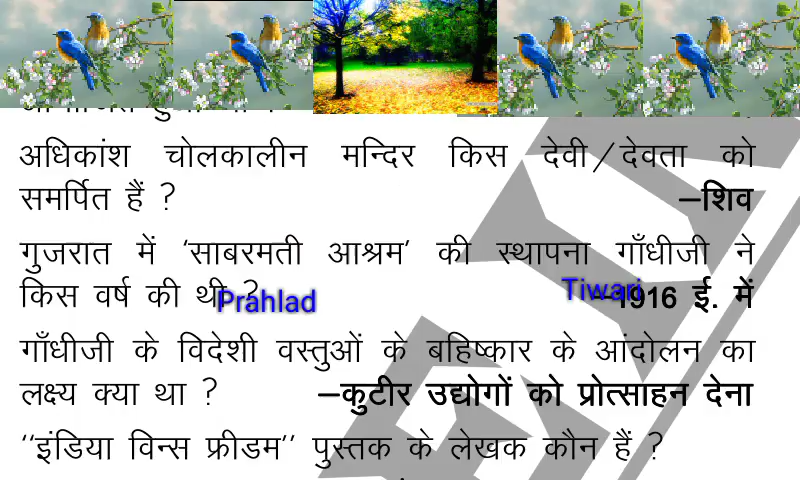 अधिकांश चोलकालीन मन्दिर किस देवी/देवता को
समर्पित हैं ? –शिव
गुजरात में ‘साबरमती आश्रम’ की स्थापना गाँधीजी ने
किस वर्ष की थी ? –1916 ई. में
Prahlad Tiwari
गाँधीजी के विदेशी वस्तुओं के बहिष्कार के आंदोलन का
लक्ष्य क्या था ? –कुटीर उद्योगों को प्रोत्साहन देना
‘‘इंडिया विन्स फ्रीडम’’ पुस्तक के लेखक कौन हैं ?